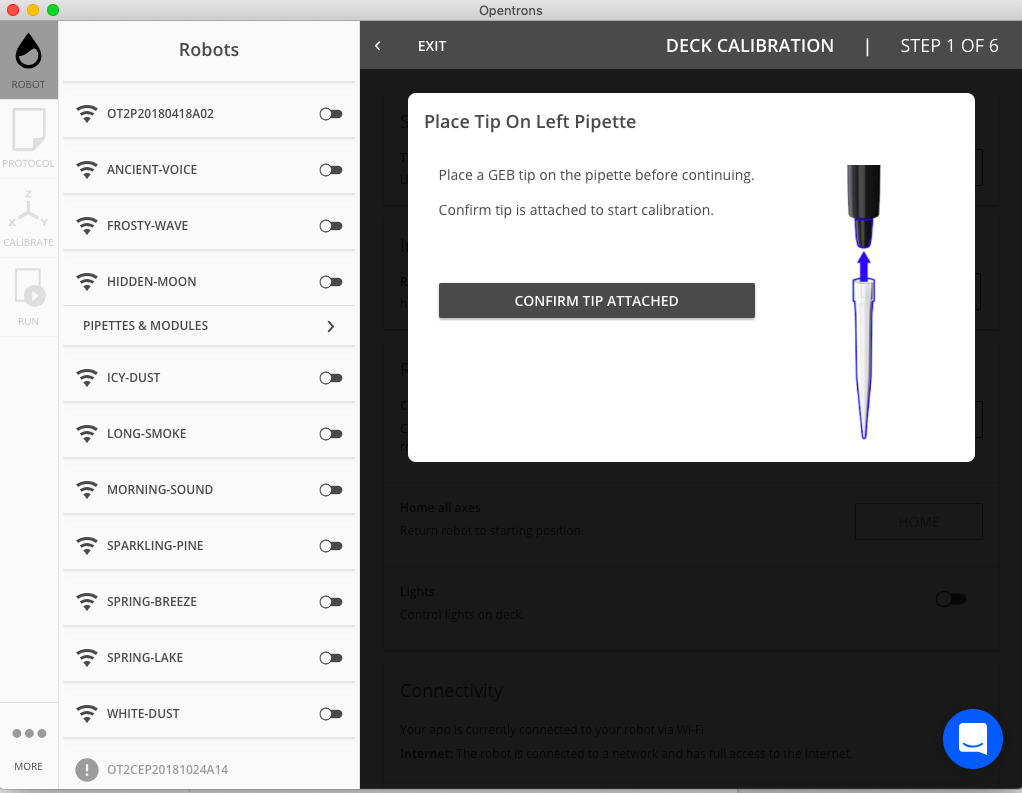 Opentrons
ROBOT
PROTOCOL
Z
X
Y
CALIBRATE
RUN
MORE
Robots
OT2P20180418A02
ANCIENT-VOICE
FROSTY-WAVE
HIDDEN-MOON
PIPETTES & MODULES
ICY-DUST
LONG-SMOKE
MORNING-SOUND
SPARKLING-PINE
SPRING-BREEZE
SPRING-LAKE
WHITE-DUST
OT2CEP20181024A14
EXIT
DECK CALIBRATION | STEP 1 OF 6
Place Tip On Left Pipette
Place a GEB tip on the pipette before continuing.
Confirm tip is attached to start calibration.
CONFIRM TIP ATTACHED
Home all axes
Return robot to starting position.
HOME
Lights
Control lights on deck.
Connectivity
Your app is currently connected to your robot via Wi-Fi
Internet: The robot is connected to a network and has full access to the internet.